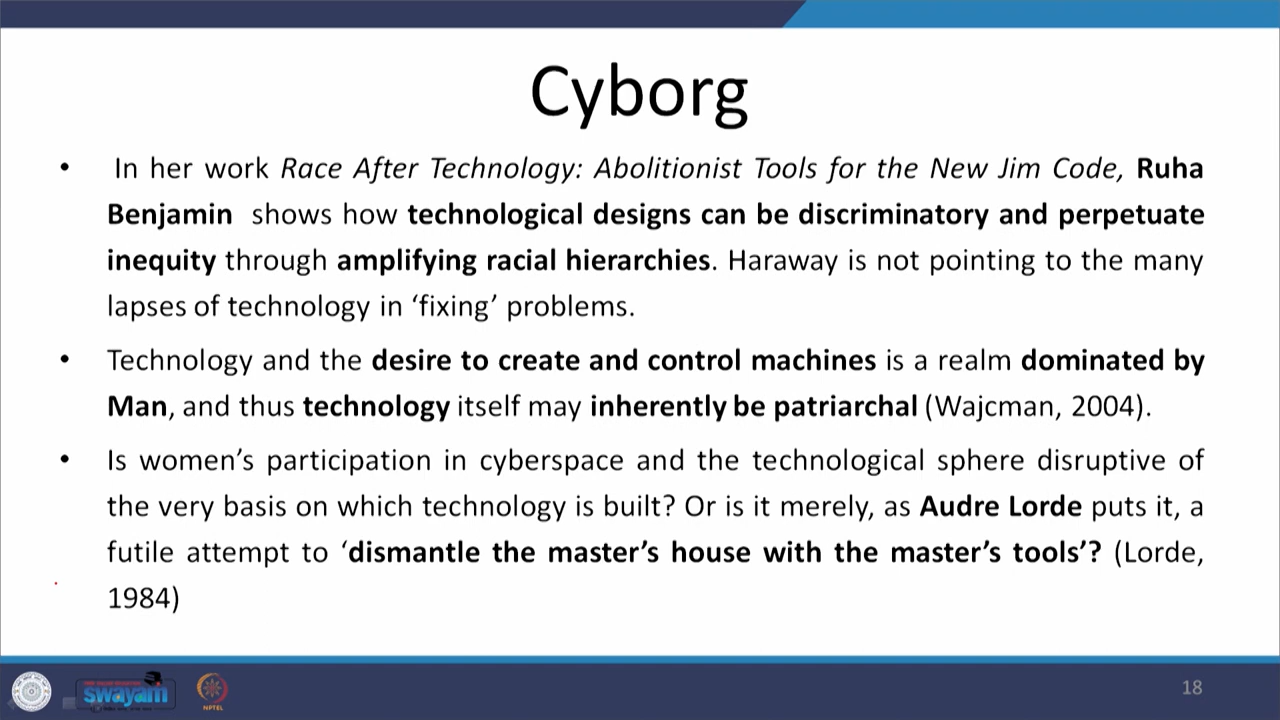 Cyborg
• In her work Race After Technology: Abolitionist Tools for the New Jim Code, Ruha
Benjamin shows how technological designs can be discriminatory and perpetuate
inequity through amplifying racial hierarchies. Haraway is not pointing to the many
lapses of technology in ‘fixing’ problems.
• Technology and the desire to create and control machines is a realm dominated by
Man, and thus technology itself may inherently be patriarchal (Wajcman, 2004).
• Is women’s participation in cyberspace and the technological sphere disruptive of
the very basis on which technology is built? Or is it merely, as Audre Lorde puts it, a
futile attempt to ‘dismantle the master’s house with the master’s tools’? (Lorde,
1984)
swayam
NPTEL
18